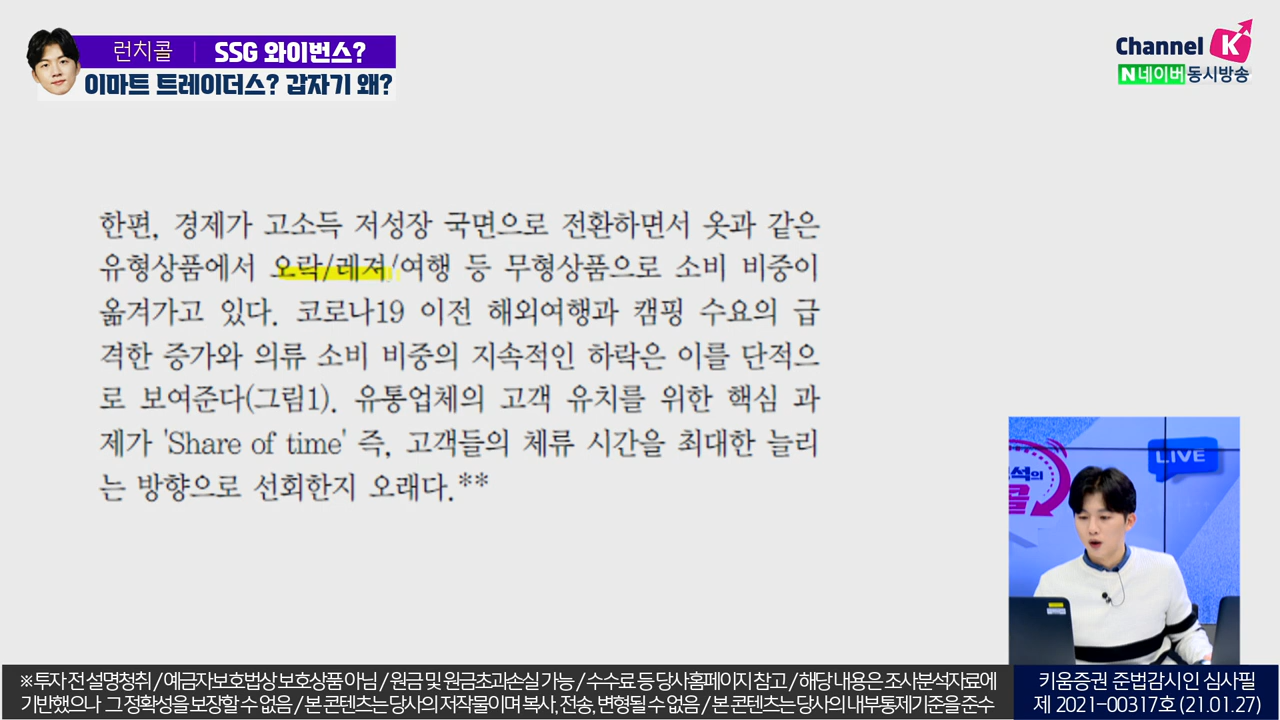 런치콜 | SSG 와이번스?
이마트 트레이더스? 갑자기 왜?
Channel K
N 네이버 동시방송
한편, 경제가 고소득 저성장 국면으로 전환하면서 옷과 같은
유형상품에서 오락/레져/여행 등 무형상품으로 소비 비중이
옮겨가고 있다. 코로나19 이전 해외여행과 캠핑 수요의 급
격한 증가와 의류 소비 비중의 지속적인 하락은 이를 단적으
로 보여준다(그림1). 유통업체의 고객 유치를 위한 핵심 과
제가 'Share of time' 즉, 고객들의 체류 시간을 최대한 늘리
는 방향으로 선회한지 오래다.**
LIVE
석의
콜
※ 투자 전 설명청취 / 예금자보호법상 보호상품 아님 / 원금 및 원금초과손실 가능 / 수수료 등 당사홈페이지 참고 / 해당 내용은 조사분석자료에
기반했으나 그 정확성을 보장할 수 없음 / 본 콘텐츠는 당사의 저작물이며 복사, 전송, 변형될 수 없음 / 본 콘텐츠는 당사의 내부통제기준을 준수
키움증권 준법감시인 심사필
제 2021-00317호 (21.01.27)